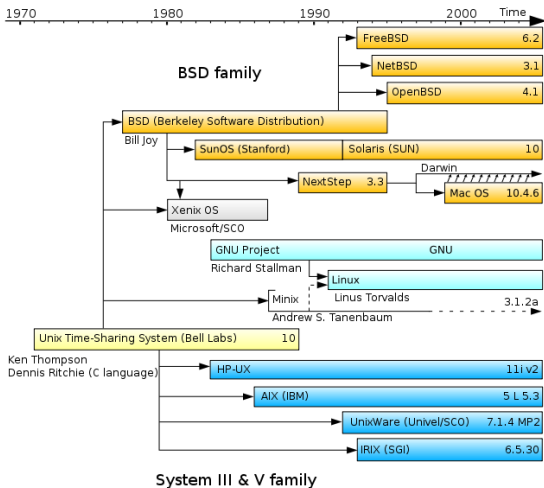 1970 1980 1990 2000 Time
FreeBSD 6.2
NetBSD 3.1
BSD family
OpenBSD 4.1
BSD (Berkeley Software Distribution)
Bill Joy
SunOS (Stanford) Solaris (SUN) 10
Darwin
NextStep 3.3
Mac OS 10.4.6
Xenix OS
Microsoft/SCO
GNU Project GNU
Richard Stallman
Linux
Minix Linus Torvalds
3.1.2a
Andrew S. Tanenbaum
Unix Time-Sharing System (Bell Labs) 10
Ken Thompson
Dennis Ritchie (C language)
HP-UX 11i v2
AIX (IBM) 5 L 5.3
UnixWare (Univel/SCO) 7.1.4 MP2
IRIX (SGI) 6.5.30
System III & V family